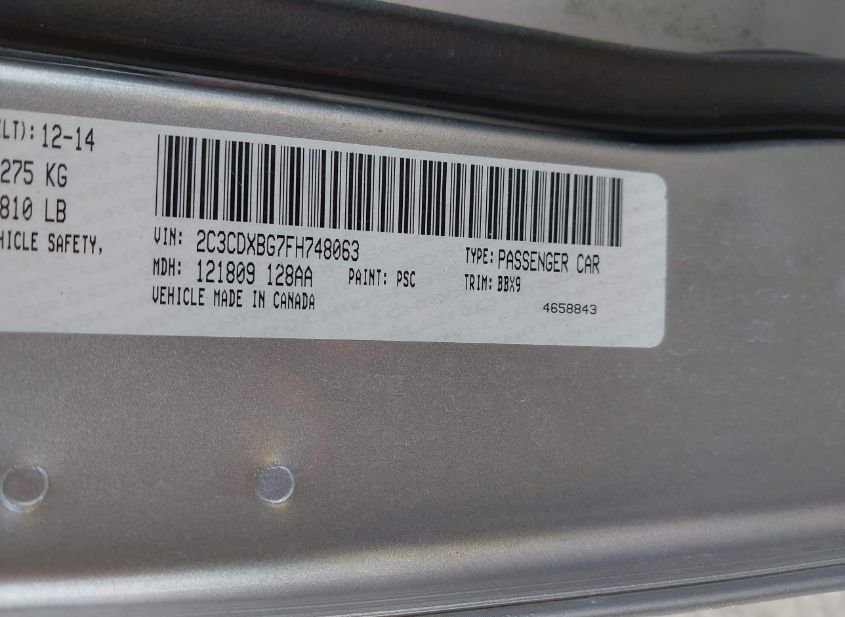 LT): 12-14
275 KG
810 LB
HICLE SAFETY,
VIN: 2C3CDXBG7FH748063
TYPE: PASSENGER CAR
MDH: 121809 128AA PAINT: PSC
TRIM: BBX9
VEHICLE MADE IN CANADA
4658843